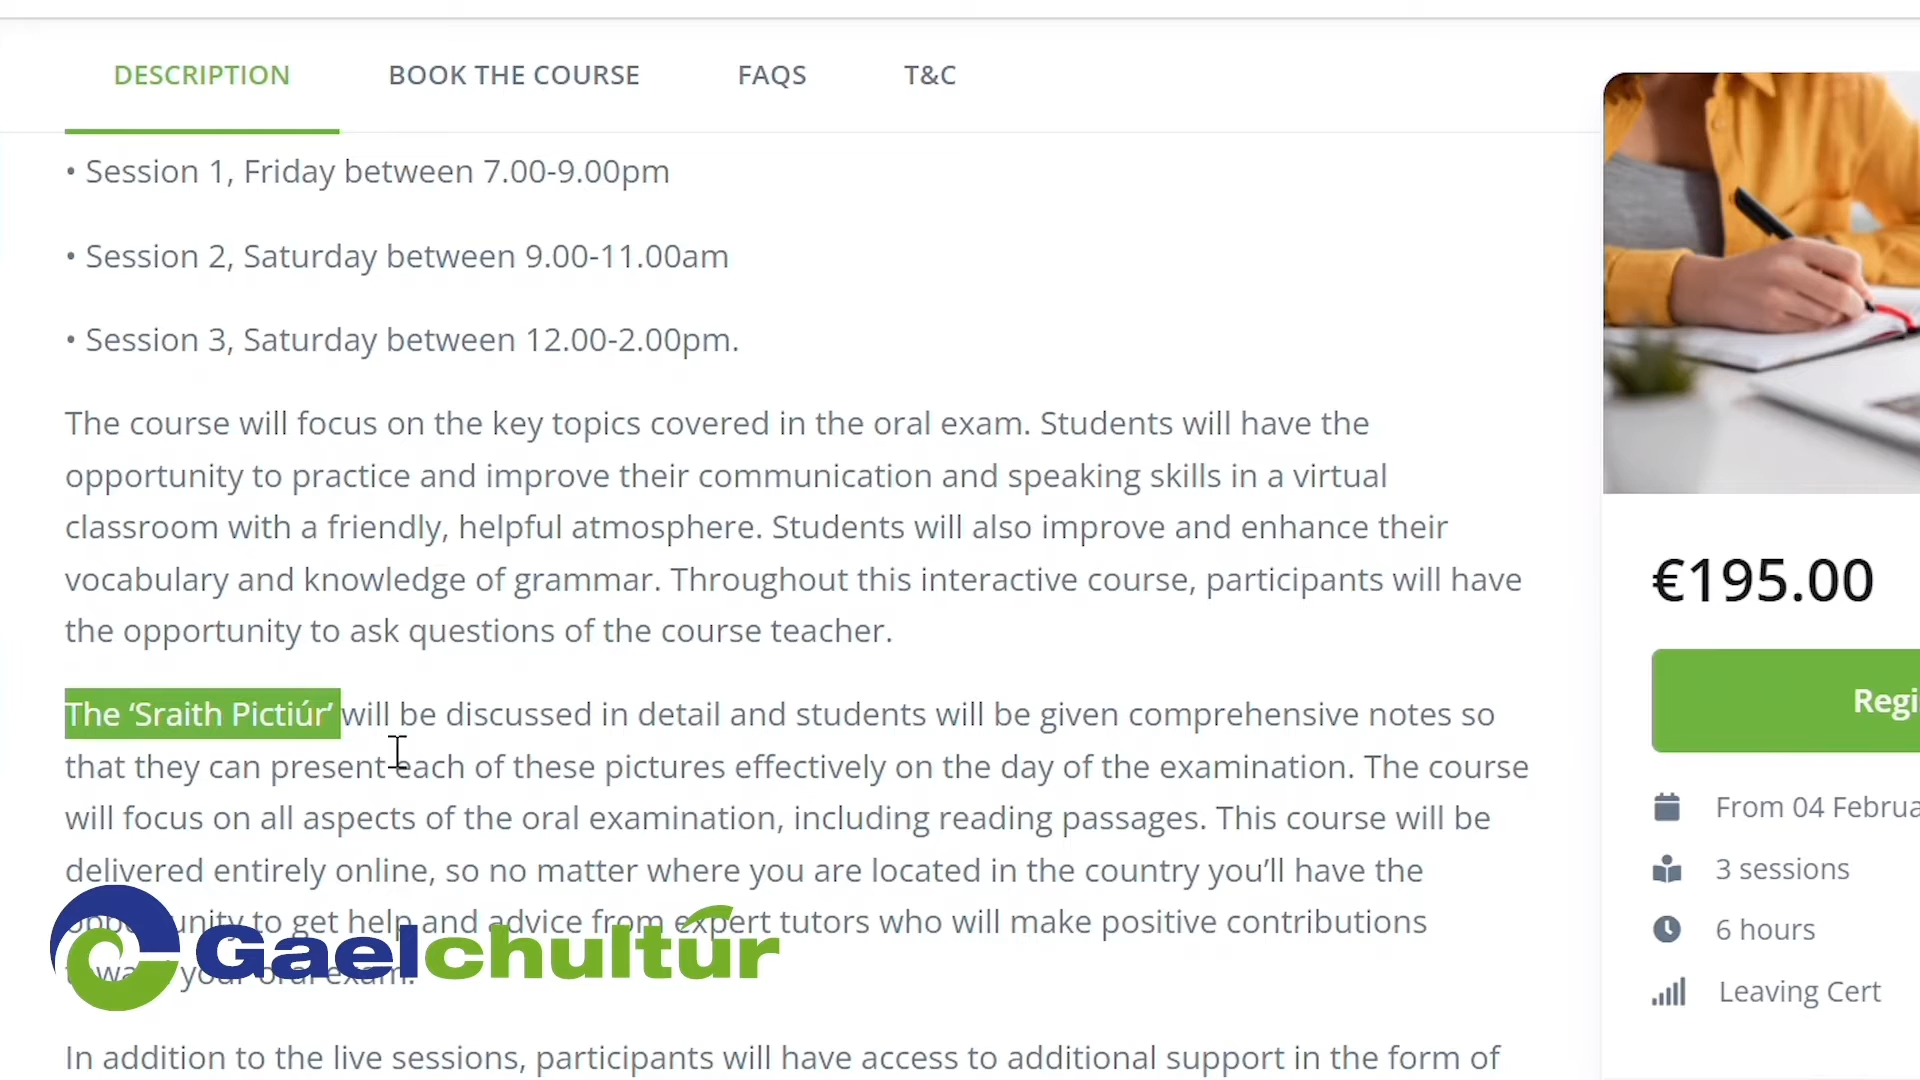 DESCRIPTION BOOK THE COURSE FAQS T&C
• Session 1, Friday between 7.00-9.00pm
• Session 2, Saturday between 9.00-11.00am
• Session 3, Saturday between 12.00-2.00pm.
The course will focus on the key topics covered in the oral exam. Students will have the
opportunity to practice and improve their communication and speaking skills in a virtual
classroom with a friendly, helpful atmosphere. Students will also improve and enhance their
vocabulary and knowledge of grammar. Throughout this interactive course, participants will have
the opportunity to ask questions of the course teacher.
The ‘Sraith Pictiúr’ will be discussed in detail and students will be given comprehensive notes so
that they can present each of these pictures effectively on the day of the examination. The course
will focus on all aspects of the oral examination, including reading passages. This course will be
delivered entirely online, so no matter where you are located in the country you’ll have the
opportunity to get help and advice from expert tutors who will make positive contributions
your oral exam.
Gaelchultúr
In addition to the live sessions, participants will have access to additional support in the form of
€195.00
Regi
From 04 Februa
3 sessions
6 hours
Leaving Cert